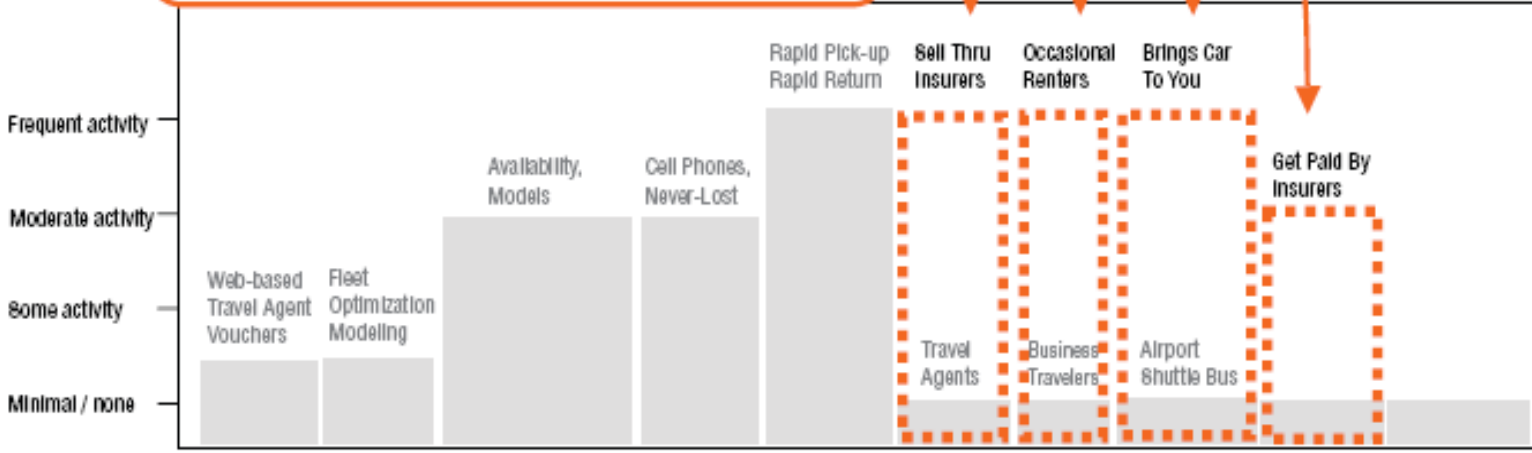 Rapid Pick-up
Rapid Return
Sell Thru
Insurers
Occasional
Renters
Brings Car
To You
Frequent activity
Availability,
Models
Cell Phones,
Never-Lost
Get Paid By
Insurers
Moderate activity
Web-based
Travel Agent
Vouchers
Fleet
Optimization
Modeling
Some activity
Travel
Agents
Business
Travelers
Airport
Shuttle Bus
Minimal / none